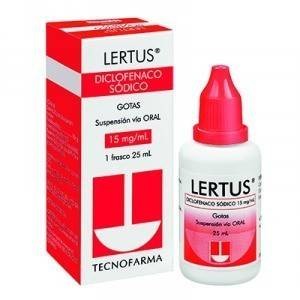 LERTUS®
DICLOFENACO
SÓDICO
GOTAS
Suspensión vía ORAL
15 mg/mL
1 frasco 25 mL
TECNOFARMA
LERTUS®
DICLOFENACO SÓDICO 15 mg/mL
Gotas
Suspensión vía ORAL
25 mL